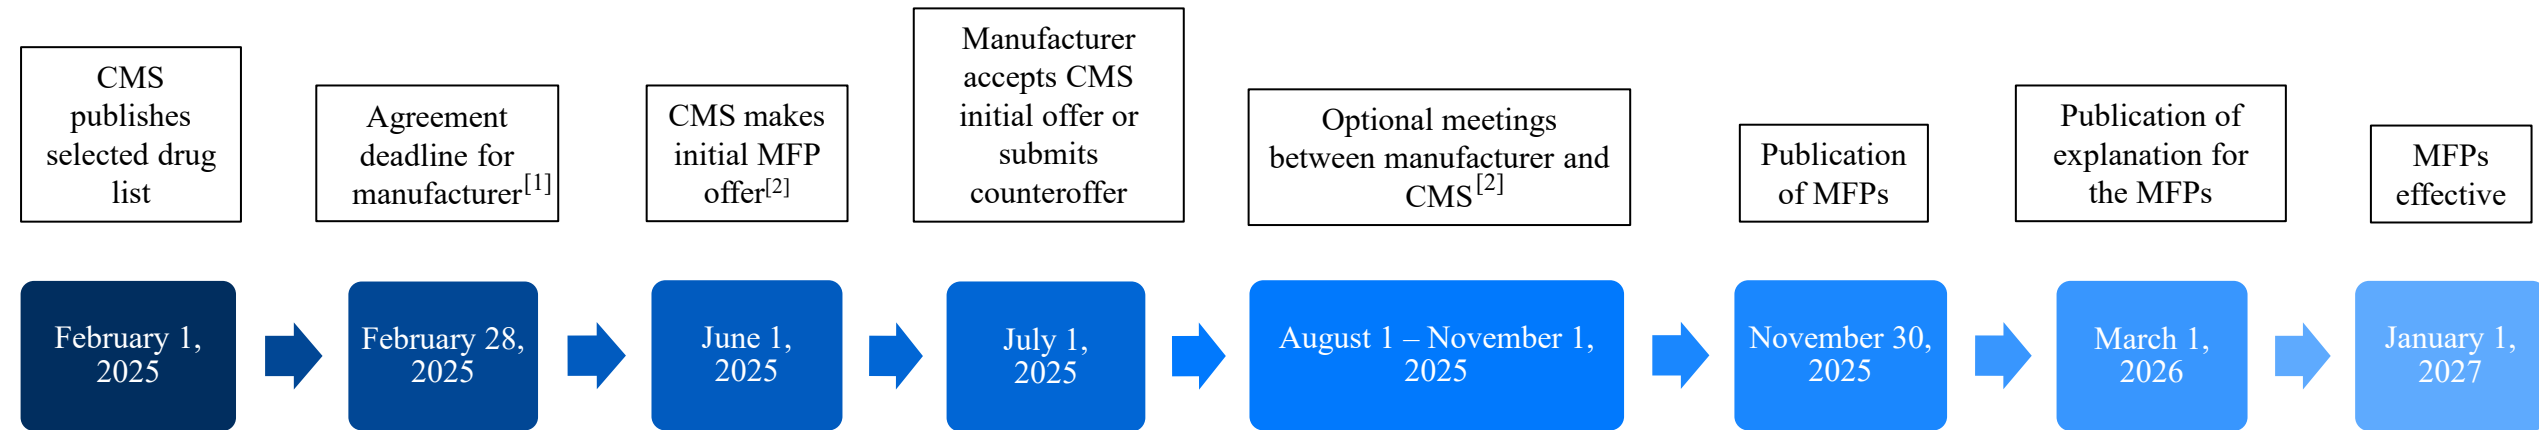 CMS
publishes
selected drug
list
Agreement
deadline for
manufacturer[1]
CMS makes
initial MFP
offer[2]
Manufacturer
accepts CMS
initial offer or
submits
counteroffer
Optional meetings
between manufacturer and
CMS[2]
Publication
of MFPs
Publication of
explanation for
the MFPs
MFPs
effective
February 1,
2025
February 28,
2025
June 1,
2025
July 1,
2025
August 1 – November 1,
2025
November 30,
2025
March 1,
2026
January 1,
2027